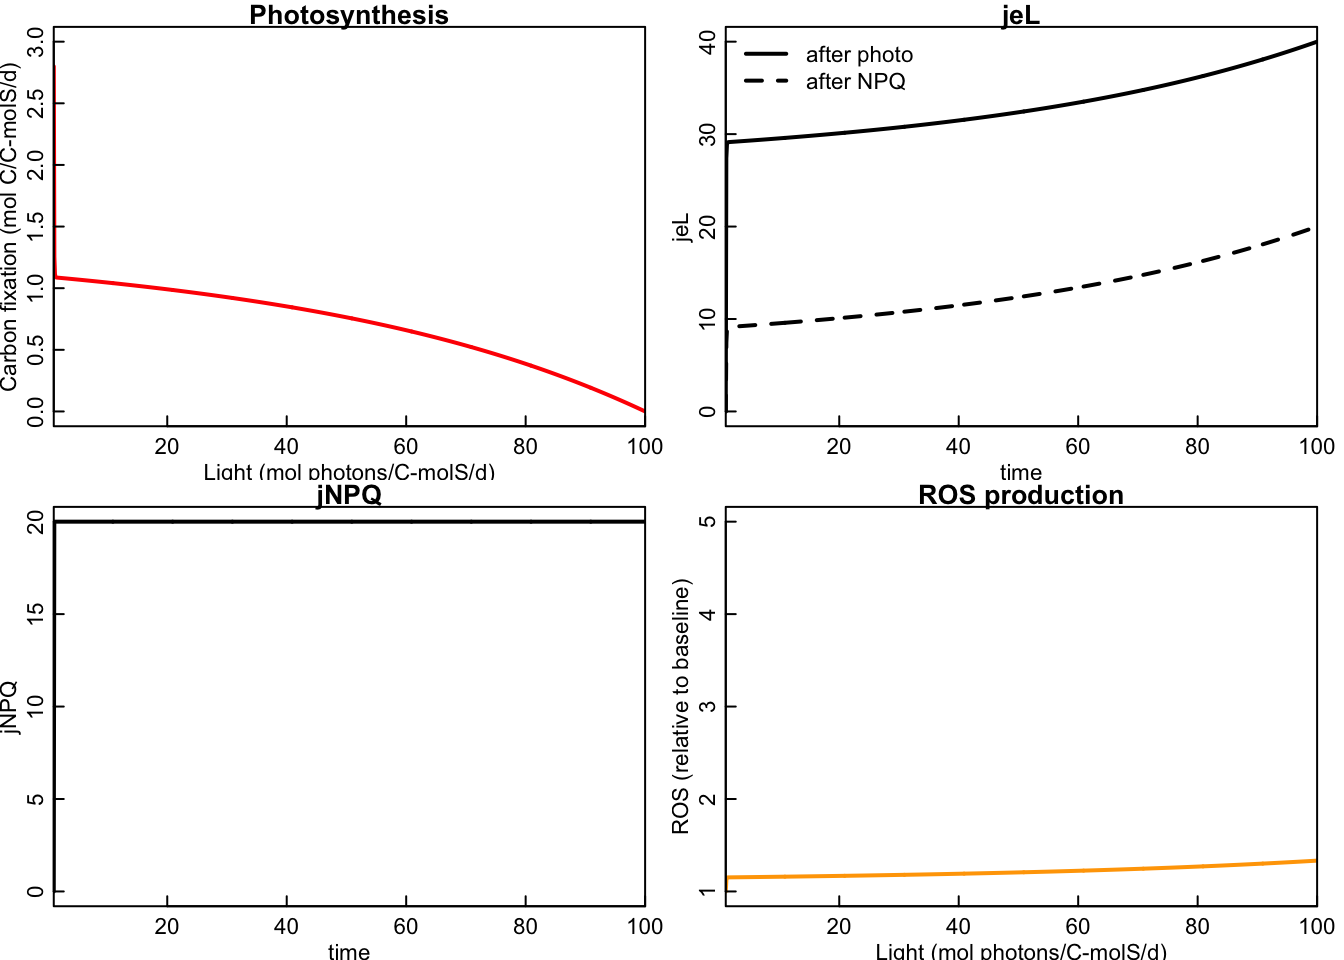 Photosynthesis
Carbon fixation (mol C/C-molS/d)
3.0
2.5
2.0
1.5
1.0
0.5
0.0
20 40 60 80 100
Light (mol photons/C-molS/d)
jeL
after photo
after NPQ
jeL
40
30
20
10
0
20 40 60 80 100
time
jNPQ
jNPQ
20
15
10
5
0
20 40 60 80 100
time
ROS production
ROS (relative to baseline)
5
4
3
2
1
20 40 60 80 100
Light (mol photons/C-molS/d)